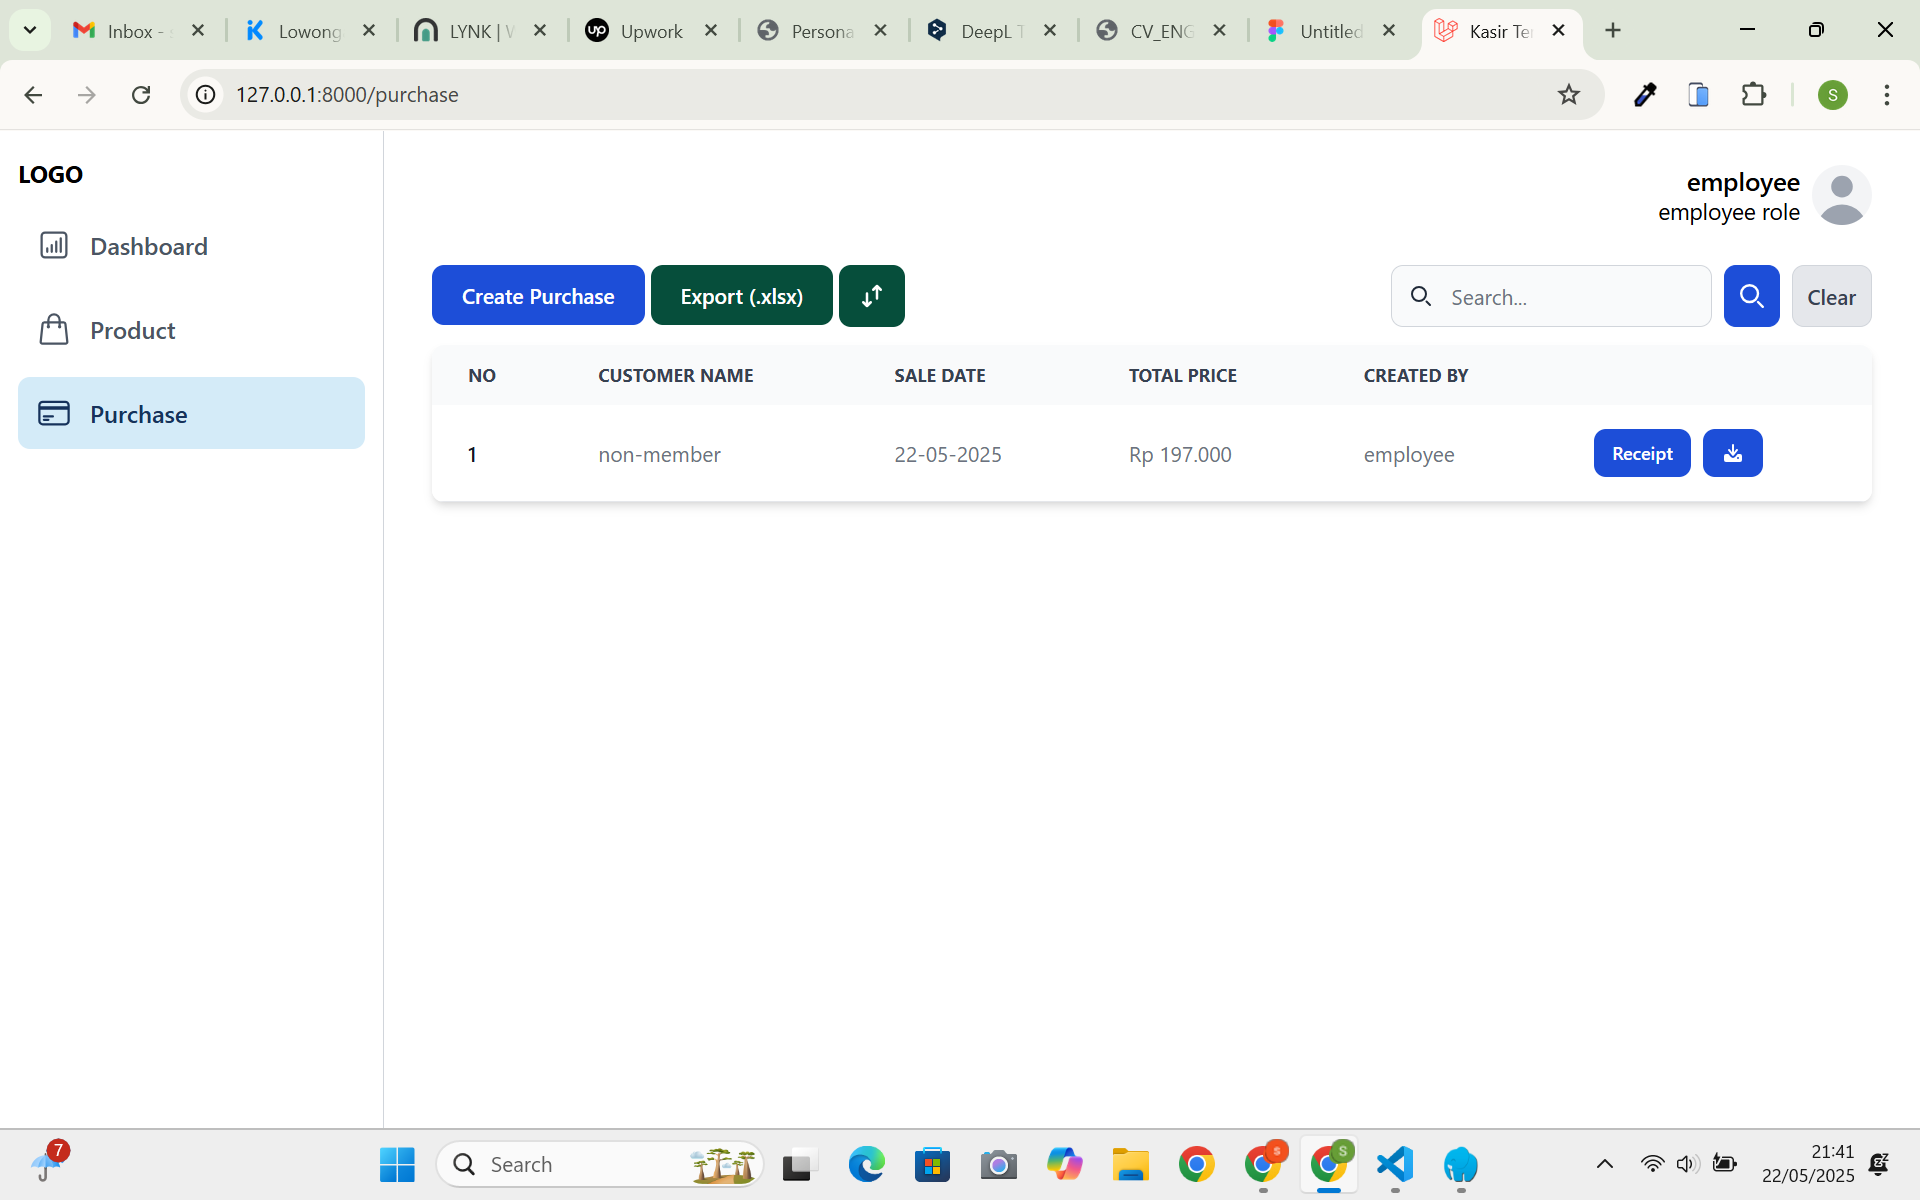 Inbox -
Lowong
LYNK |
Upwork
Persona
DeepL
CV_ENG
Untitled
Kasir Te
127.0.0.1:8000/purchase
S
LOGO
employee
employee role
Dashboard
Product
Purchase
Create Purchase
Export (.xlsx)
Search...
Clear
NO CUSTOMER NAME SALE DATE TOTAL PRICE CREATED BY
1 non-member 22-05-2025 Rp 197.000 employee Receipt
7
Search
S
S
21:41
22/05/2025